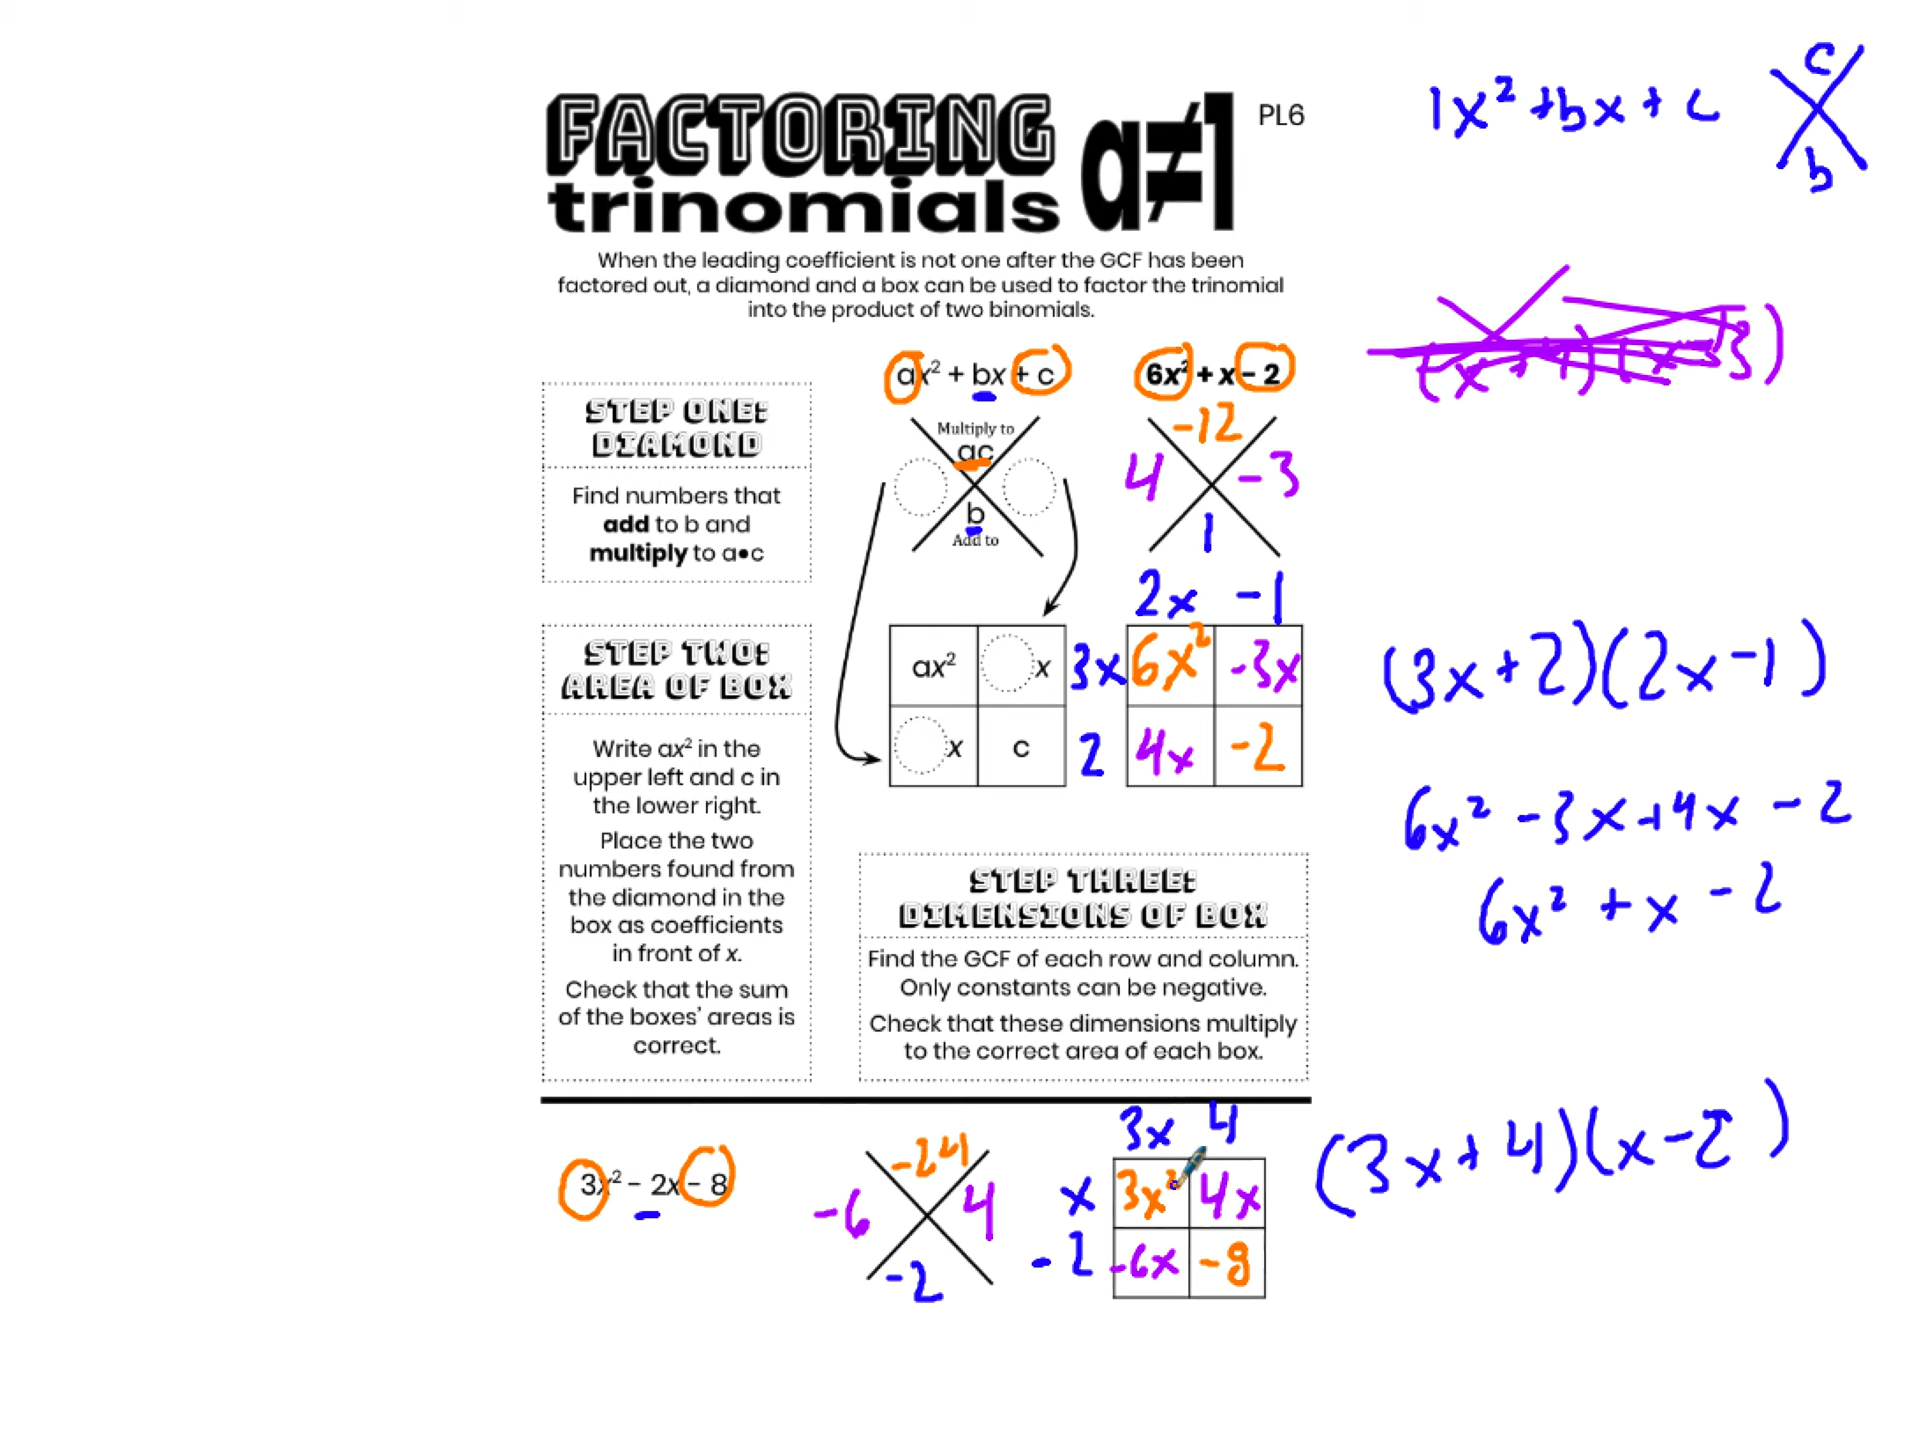 FACTORING
trinomials a≠1
PL6
When the leading coefficient is not one after the GCF has been
factored out, a diamond and a box can be used to factor the trinomial
into the product of two binomials.
1x² + bx + c
c
b
ax² + bx + c
6x² + x - 2
(x + 1)(x 3)
STEP ONE:
DIAMOND
Find numbers that
add to b and
multiply to a•c
Multiply to
ac
b
Add to
-12
4 -3
1
STEP TWO:
AREA OF BOX
Write ax² in the
upper left and c in
the lower right.
Place the two
numbers found from
the diamond in the
box as coefficients
in front of x.
Check that the sum
of the boxes' areas is
correct.
ax² x
x c
2x -1
3x 6x² -3x
2 4x -2
(3x+2)(2x-1)
6x² - 3x + 4x - 2
6x² + x - 2
STEP THREE:
DIMENSIONS OF BOX
Find the GCF of each row and column.
Only constants can be negative.
Check that these dimensions multiply
to the correct area of each box.
3x² - 2x - 8
-24
-6 4
-2
3x 4
x 3x² 4x
-2 -6x -8
(3x+4)(x-2)